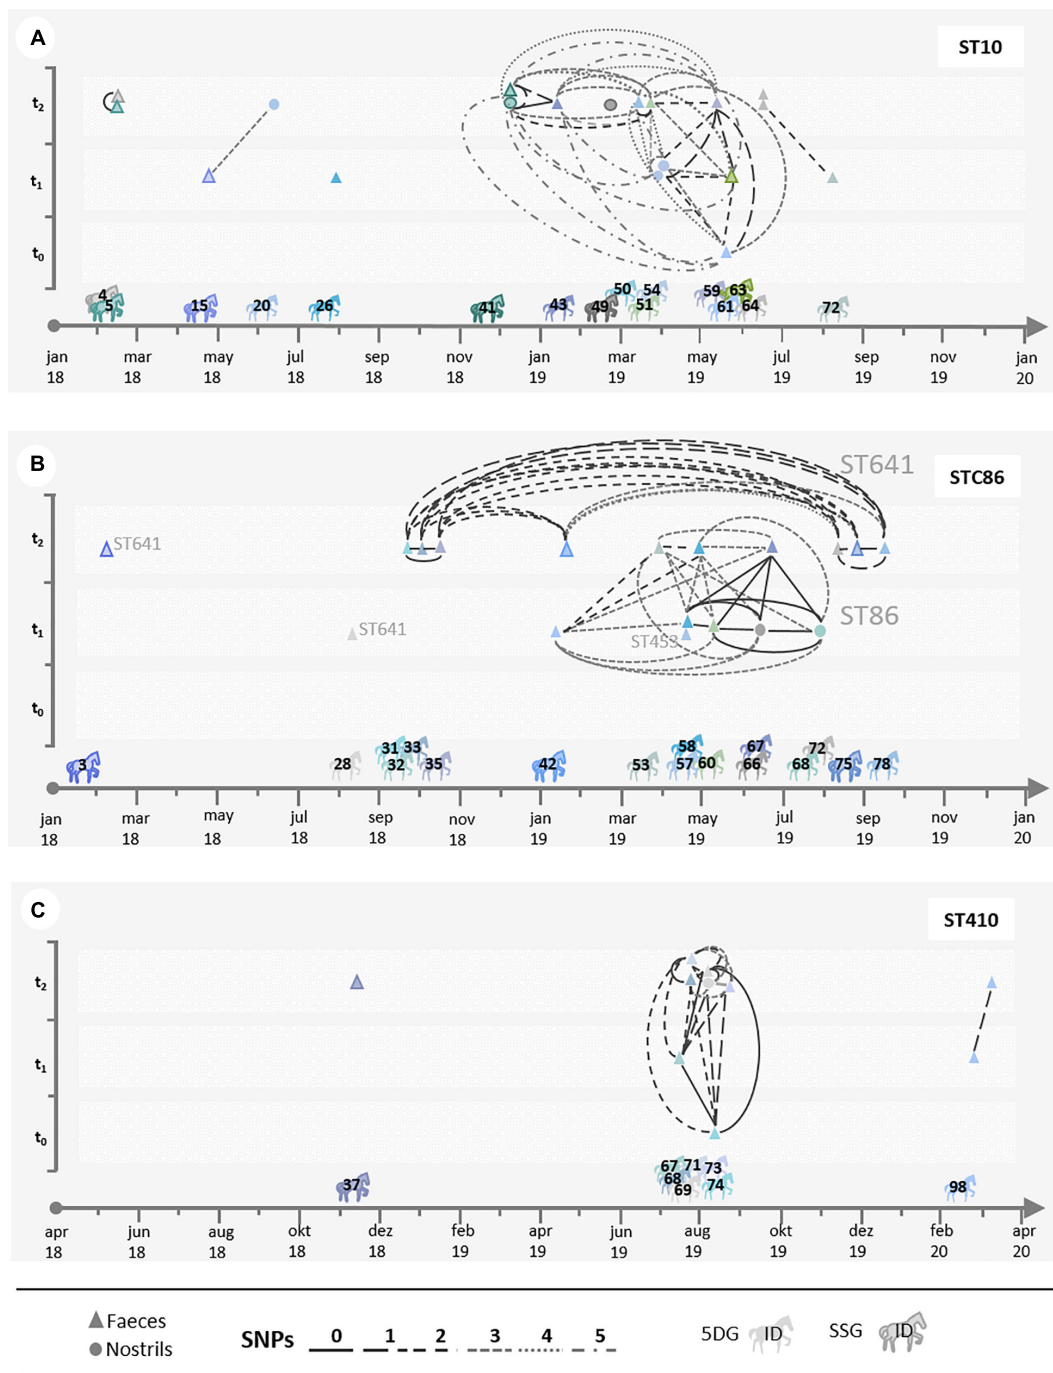 A
ST10
t2
t1
t0
4
5
15
20
26
41
43
49
50
54
51
59
63
61
64
72
jan mar may jul sep nov jan mar may jul sep nov jan
18 18 18 18 18 18 19 19 19 19 19 19 20
B
STC86
ST641
t2
ST641
t1
ST641
ST453
ST86
t0
3
28
31
33
32
35
42
53
58
57
60
67
66
72
68
75
78
jan mar may jul sep nov jan mar may jul sep nov jan
18 18 18 18 18 18 19 19 19 19 19 19 20
C
ST410
t2
t1
t0
37
67
71
73
68
69
74
98
apr jun aug okt dez feb apr jun aug okt dez feb apr
18 18 18 18 18 19 19 19 19 19 19 20 20
Faeces
Nostrils
SNPs 0 1 2 3 4 5
5DG ID
SSG ID